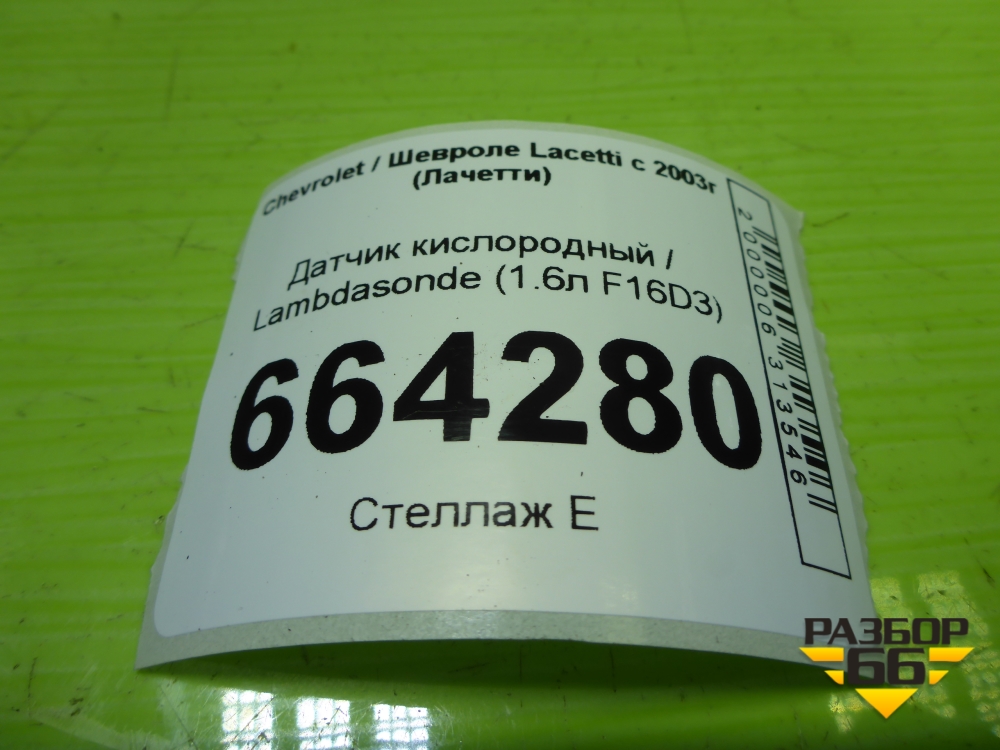 Chevrolet / Шевроле Lacetti с 2003г
(Лачетти)
Датчик кислородный /
Lambdasonde (1.6л F16D3)
664280
Стеллаж Е
2000006313546
РАЗБОР
66